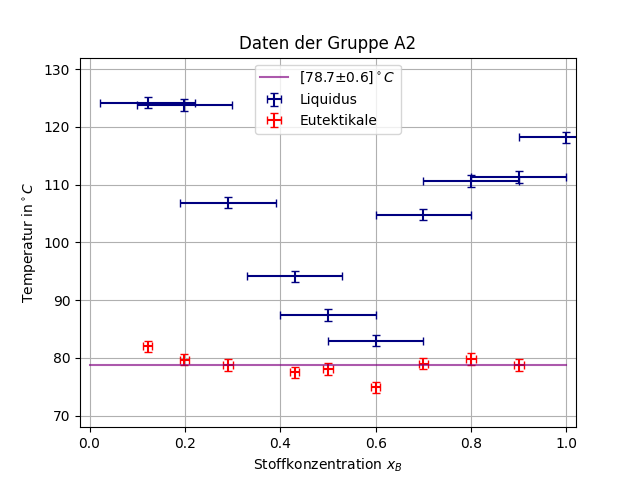 Daten der Gruppe A2
[78.7±0.6]°C
Liquidus
Eutektikale
130
120
110
100
90
80
70
Temperatur in°C
0.0 0.2 0.4 0.6 0.8 1.0
Stoffkonzentration x_B